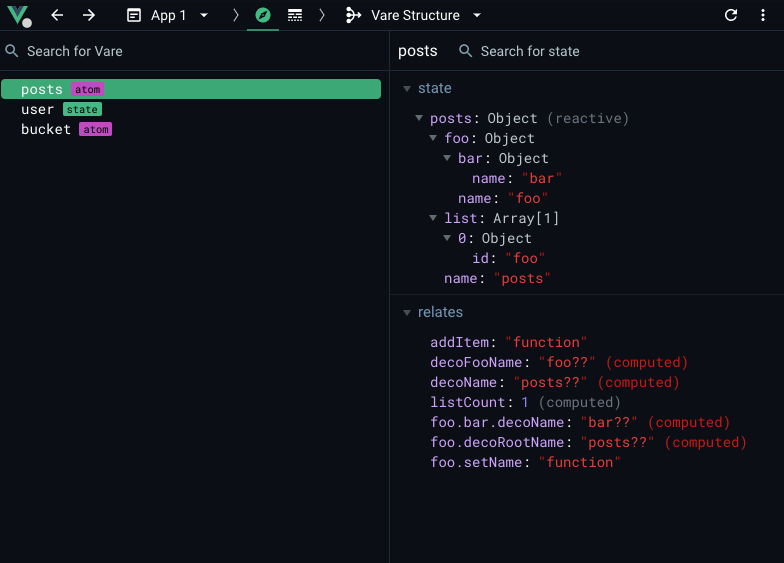 App 1
Vare Structure
Search for Vare
posts
Search for state
posts atom
user state
bucket atom
state
posts: Object (reactive)
foo: Object
bar: Object
name: "bar"
name: "foo"
list: Array[1]
0: Object
id: "foo"
name: "posts"
relates
addItem: "function"
decoFooName: "foo??" (computed)
decoName: "posts??" (computed)
listCount: 1 (computed)
foo.bar.decoName: "bar??" (computed)
foo.decoRootName: "posts??" (computed)
foo.setName: "function"